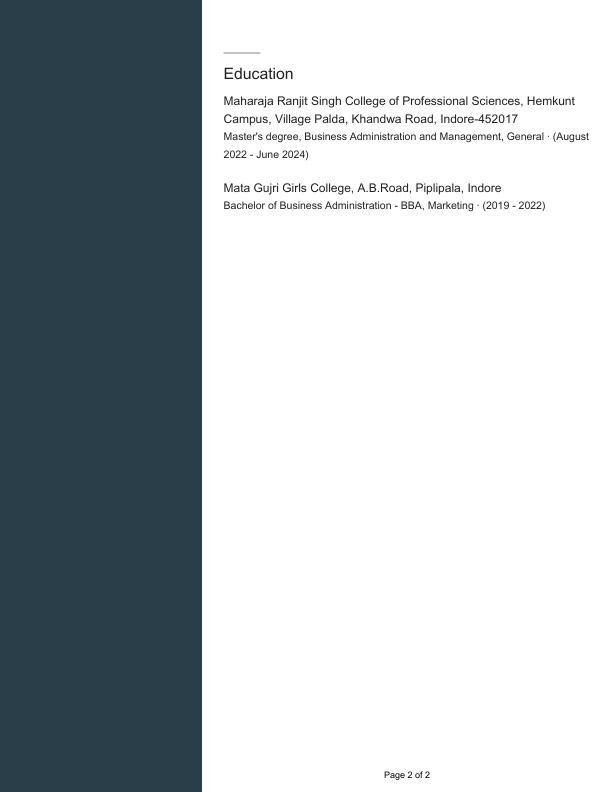 Education
Maharaja Ranjit Singh College of Professional Sciences, Hemkunt
Campus, Village Palda, Khandwa Road, Indore-452017
Master's degree, Business Administration and Management, General · (August
2022 - June 2024)
Mata Gujri Girls College, A.B.Road, Piplipala, Indore
Bachelor of Business Administration - BBA, Marketing · (2019 - 2022)
Page 2 of 2